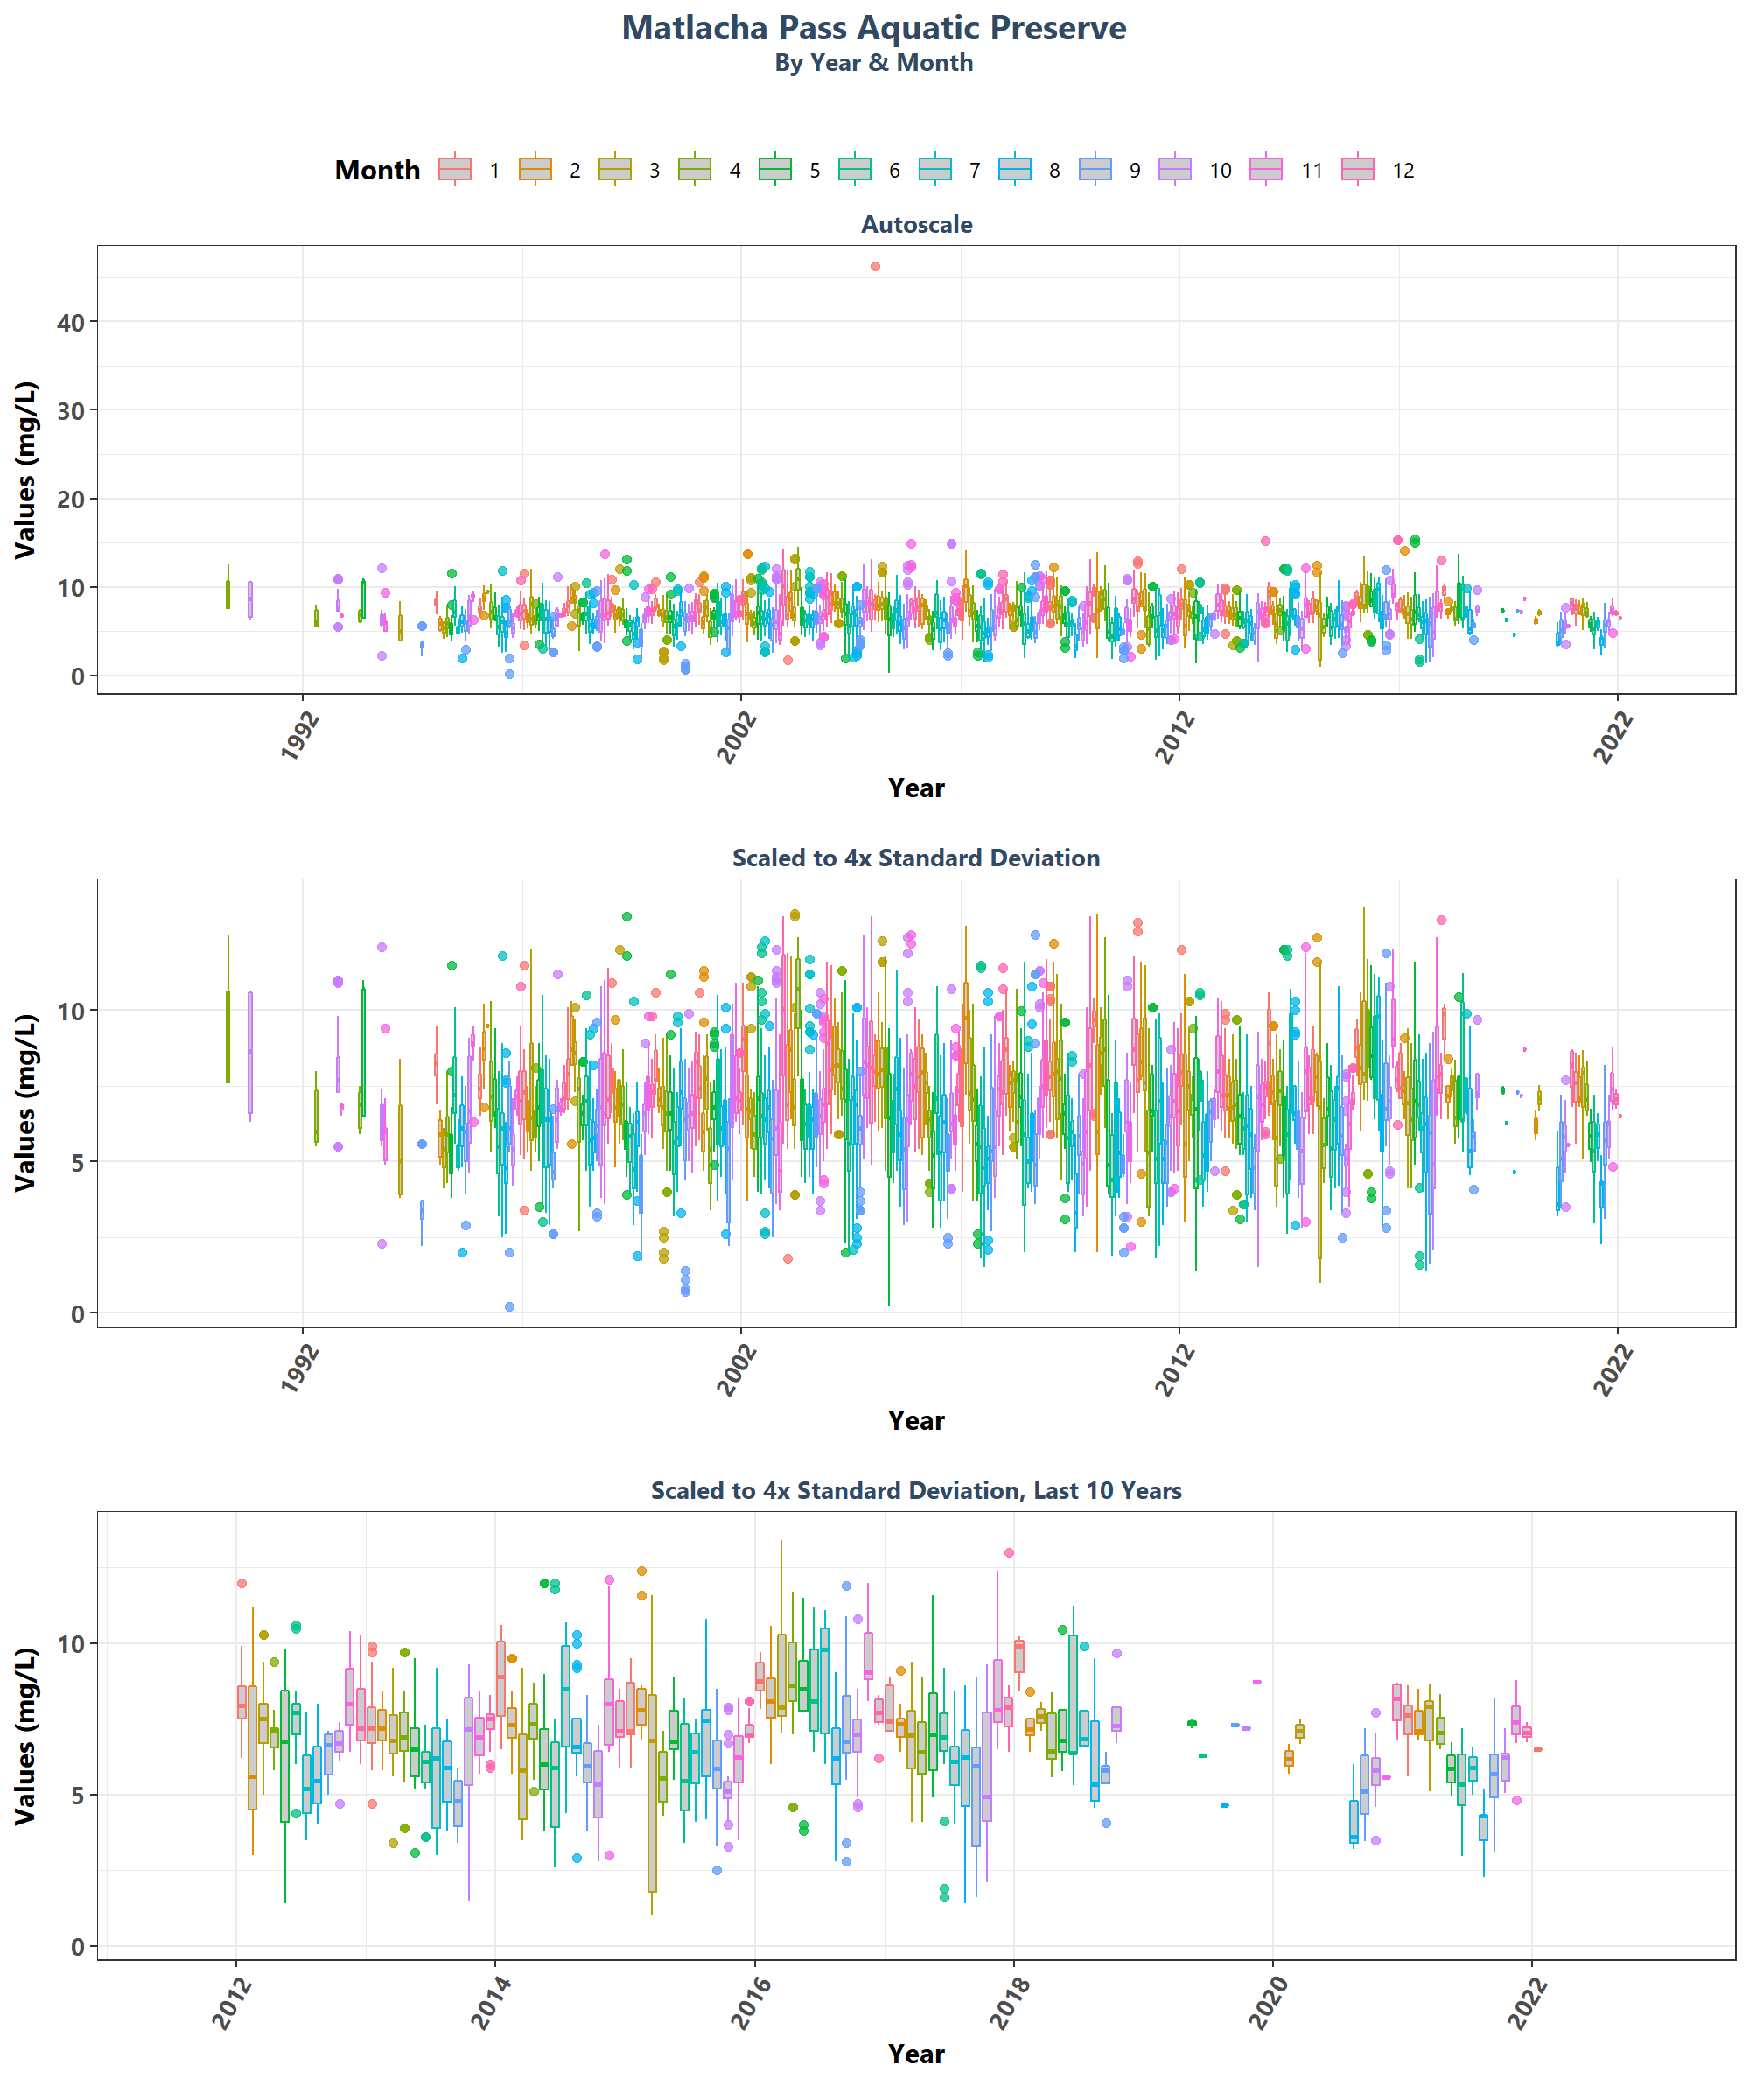 Matlacha Pass Aquatic Preserve
By Year & Month
Month 1 2 3 4 5 6 7 8 9 10 11 12
Autoscale
Values (mg/L)
40
30
20
10
0
1992 2002 2012 2022
Year
Scaled to 4x Standard Deviation
Values (mg/L)
10
5
0
1992 2002 2012 2022
Year
Scaled to 4x Standard Deviation, Last 10 Years
Values (mg/L)
10
5
0
2012 2014 2016 2018 2020 2022
Year